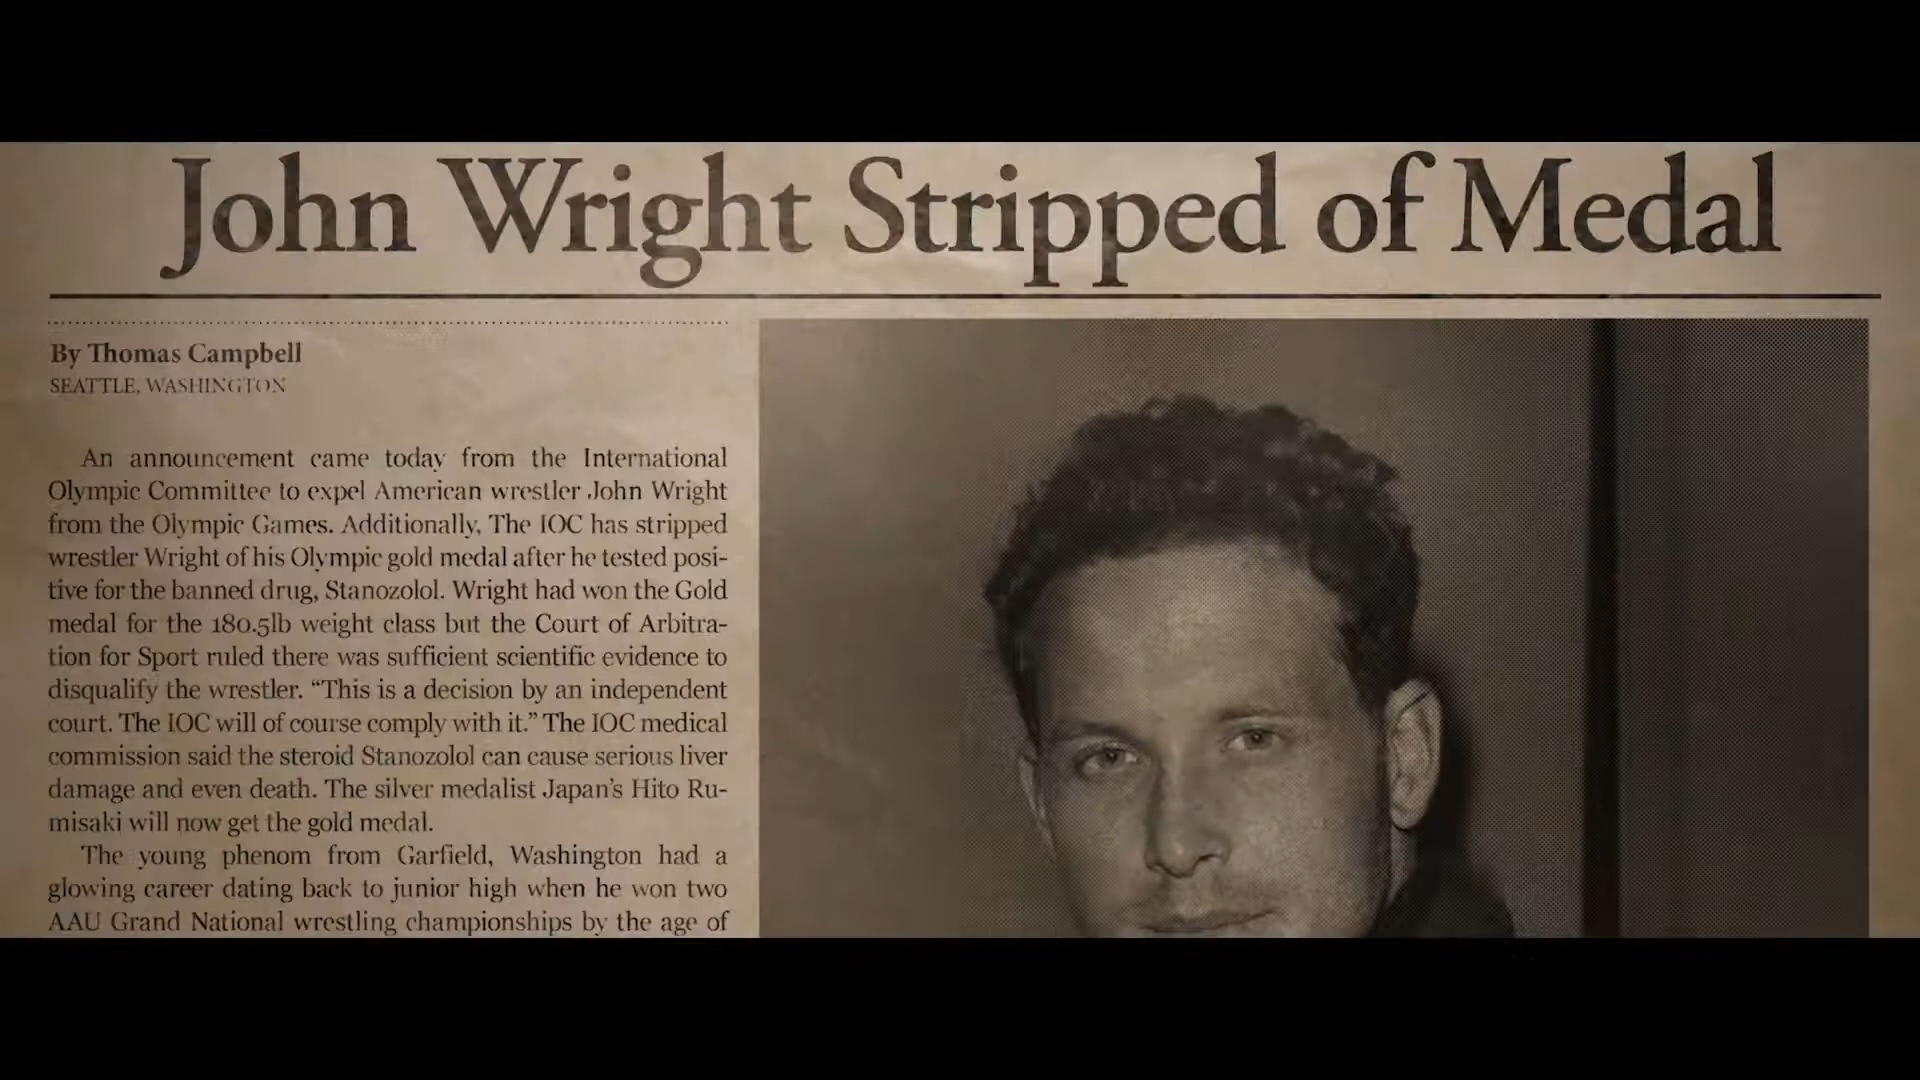 John Wright Stripped of Medal
By Thomas Campbell
SEATTLE, WASHINGTON
An announcement came today from the International
Olympic Committee to expel American wrestler John Wright
from the Olympic Games. Additionally, The IOC has stripped
wrestler Wright of his Olympic gold medal after he tested posi-
tive for the banned drug, Stanozolol. Wright had won the Gold
medal for the 180.5lb weight class but the Court of Arbitra-
tion for Sport ruled there was sufficient scientific evidence to
disqualify the wrestler. “This is a decision by an independent
court. The IOC will of course comply with it.” The IOC medical
commission said the steroid Stanozolol can cause serious liver
damage and even death. The silver medalist Japan’s Hito Ru-
misaki will now get the gold medal.
The young phenom from Garfield, Washington had a
glowing career dating back to junior high when he won two
AAU Grand National wrestling championships by the age of